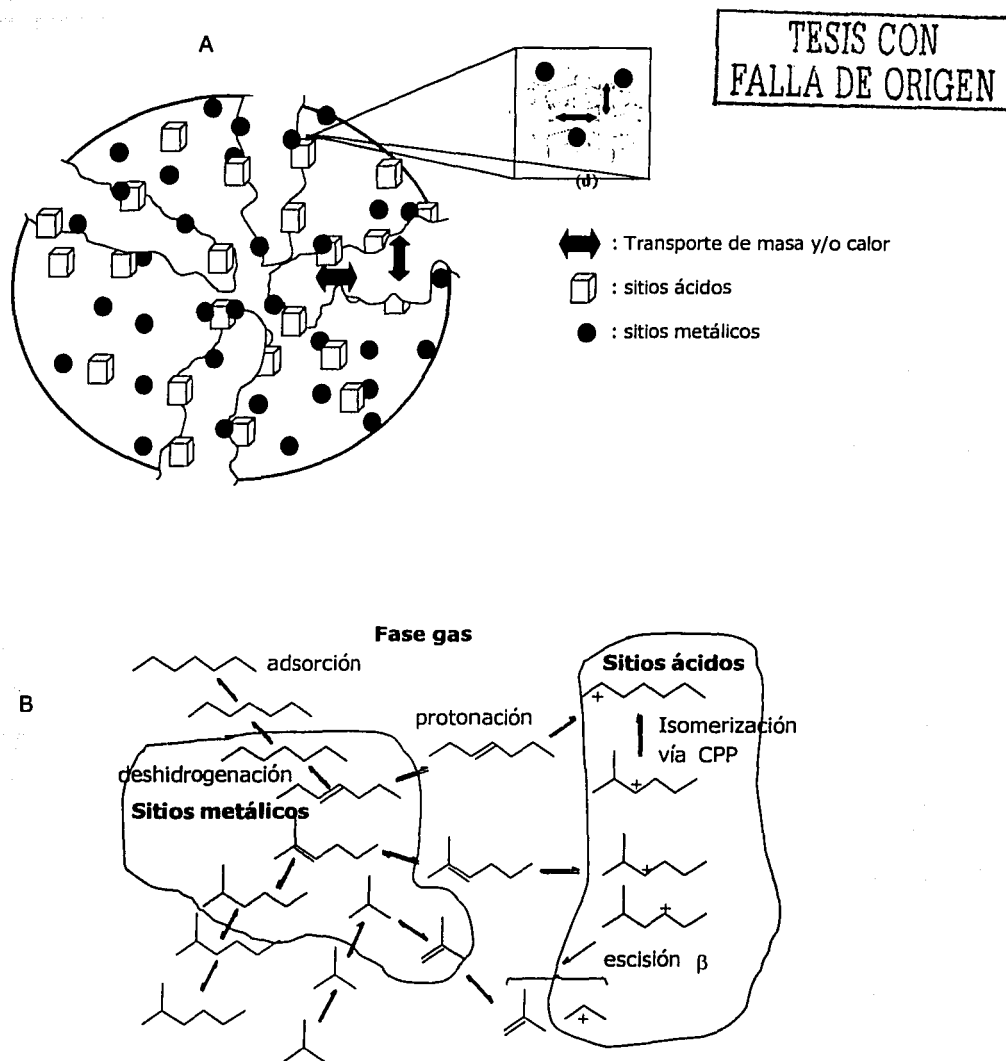 A
TESIS CON
FALLA DE ORIGEN
(d)
: Transporte de masa y/o calor
: sitios ácidos
: sitios metálicos
B
Fase gas
adsorción
Sitios ácidos
+
protonación
Isomerización
vía CPP
deshidrogenación
+
Sitios metálicos
+
+
escisión β
+